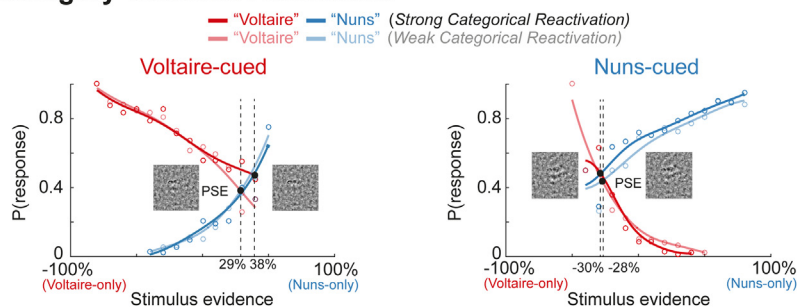 “Voltaire” “Nuns” (Strong Categorical Reactivation)
“Voltaire” “Nuns” (Weak Categorical Reactivation)
Voltaire-cued
Nuns-cued
P(response)
0.8
0.4
0
PSE
29% 38%
-100%
(Voltaire-only)
100%
(Nuns-only)
Stimulus evidence
P(response)
0.8
0.4
0
PSE
-30% -28%
-100%
(Voltaire-only)
100%
(Nuns-only)
Stimulus evidence